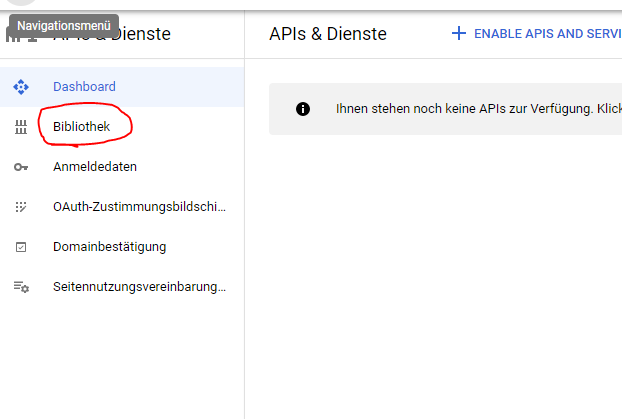 Navigationsmenü
APIs & Dienste
APIs & Dienste
ENABLE APIS AND SERVI
Dashboard
Ihnen stehen noch keine APIs zur Verfügung. Klick
Bibliothek
Anmeldedaten
OAuth-Zustimmungsbildschi...
Domainbestätigung
Seitennutzungsvereinbarung...